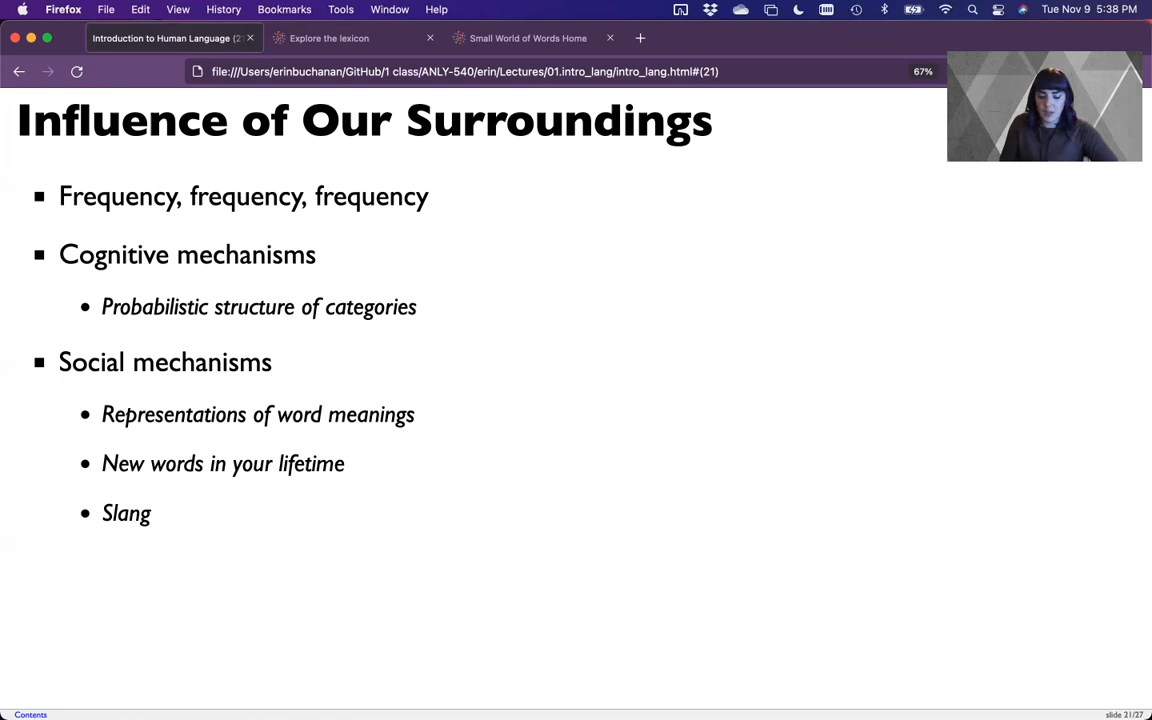 Firefox File Edit View History Bookmarks Tools Window Help Tue Nov 9 5:38 PM
Introduction to Human Language (2 Explore the lexicon Small World of Words Home
file:///Users/erinbuchanan/GitHub/1 class/ANLY-540/erin/Lectures/01.intro_lang/intro_lang.html#(21) 67%
Influence of Our Surroundings
Frequency, frequency, frequency
Cognitive mechanisms
Probabilistic structure of categories
Social mechanisms
Representations of word meanings
New words in your lifetime
Slang
Contents slide 21/27